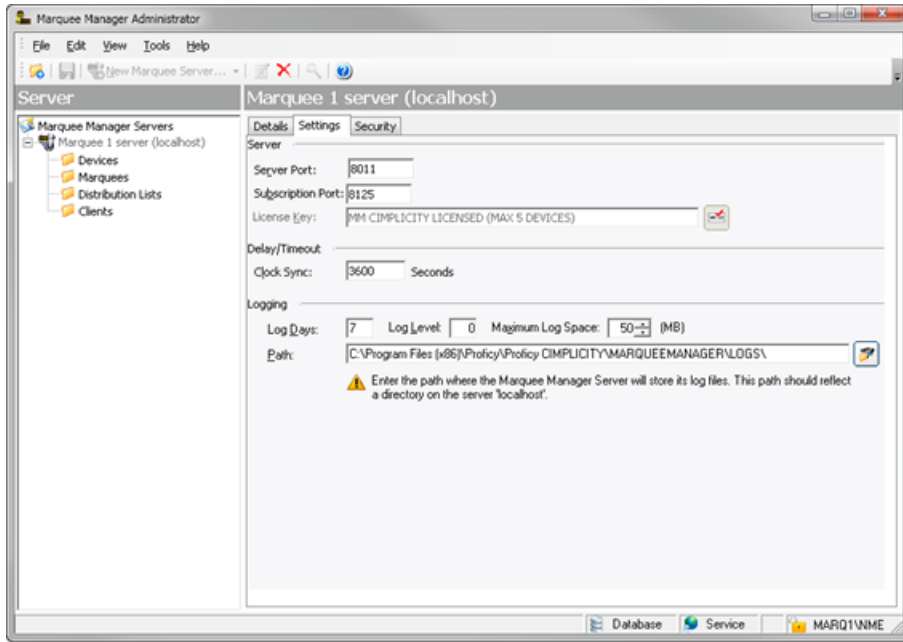 Marquee Manager Administrator
File Edit View Tools Help
New Marquee Server...
Server
Marquee 1 server (localhost)
Marquee Manager Servers
Marquee 1 server (localhost)
Devices
Marquees
Distribution Lists
Clients
Details Settings Security
Server
Server Port: 8011
Subscription Port: 8125
License Key: MM CIMPLICITY LICENSED (MAX 5 DEVICES)
Delay/Timeout
Clock Sync: 3600 Seconds
Logging
Log Days: 7 Log Level: 0 Maximum Log Space: 50 (MB)
Path: C:\Program Files (x86)\Proficy\Proficy CIMPLICITY\MARQUEEMANAGER\LOGS\
Enter the path where the Marquee Manager Server will store its log files. This path should reflect
a directory on the server 'localhost'.
Database Service MARQ1\NME